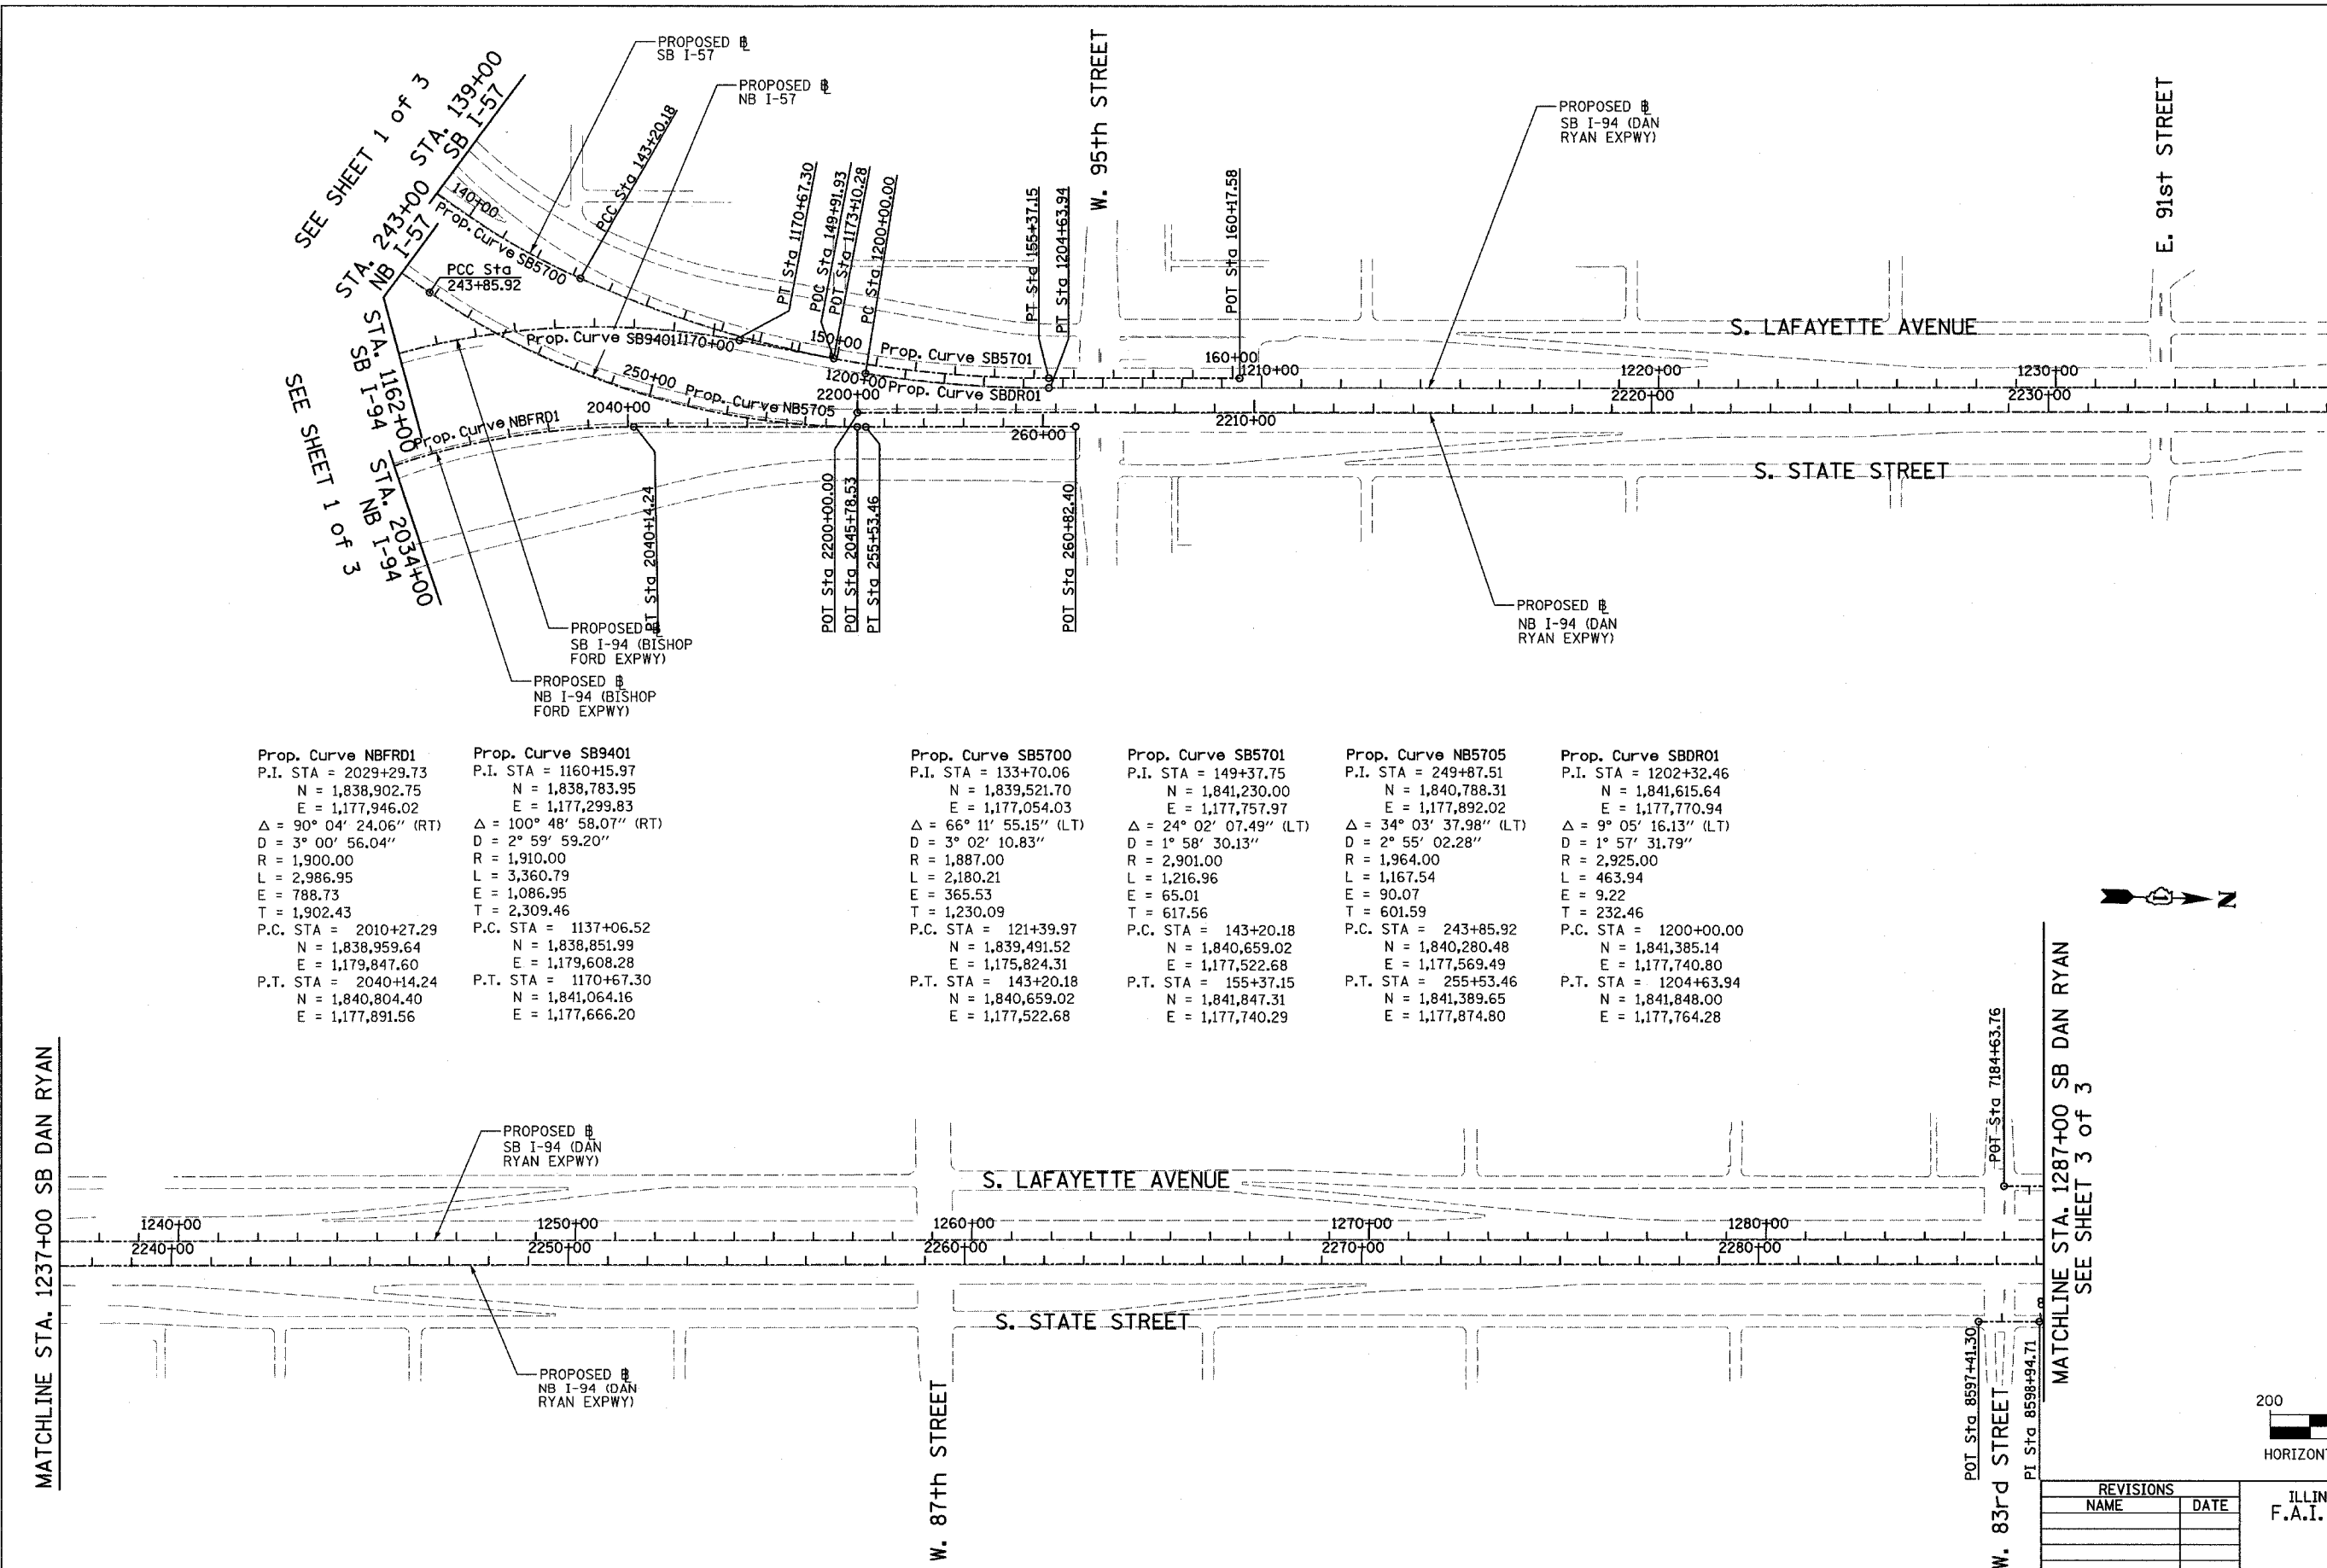 SEE SHEET 1 of 3
STA. 139+00
SB I-57
STA. 243+00
NB I-57
STA. 1162+00
SB I-94
SEE SHEET 1 of 3
STA. 2034+00
NB I-94
PROPOSED
SB I-57
PROPOSED
NB I-57
140+00
Prop. Curve SB5700
PCC Sta
243+85.92
PCC Sta 143+20.18
PT Sta 1170+67.30
POC Sta 149+91.93
POT Sta 1173+10.28
PC Sta 1200+00.00
PT Sta 155+37.15
PT Sta 1204+63.94
W. 95th STREET
POT Sta 160+17.58
PROPOSED
SB I-94 (DAN
RYAN EXPWY)
E. 91st STREET
Prop. Curve SB9401
1170+00
150+00
Prop. Curve SB5701
160+00
1200+00
Prop. Curve SBDR01
1210+00
1220+00
1230+00
S. LAFAYETTE AVENUE
250+00
Prop. Curve NB5705
2200+00
Prop. Curve NBFRD1
2040+00
260+00
2210+00
2220+00
2230+00
S. STATE STREET
PT Sta 2040+14.24
POT Sta 2200+00.00
POT Sta 2045+78.53
PT Sta 255+53.46
POT Sta 260+82.40
PROPOSED
SB I-94 (BISHOP
FORD EXPWY)
PROPOSED
NB I-94 (BISHOP
FORD EXPWY)
PROPOSED
NB I-94 (DAN
RYAN EXPWY)
Prop. Curve NBFRD1
P.I. STA = 2029+29.73
N = 1,838,902.75
E = 1,177,946.02
Δ = 90° 04' 24.06" (RT)
D = 3° 00' 56.04"
R = 1,900.00
L = 2,986.95
E = 788.73
T = 1,902.43
P.C. STA = 2010+27.29
N = 1,838,959.64
E = 1,179,847.60
P.T. STA = 2040+14.24
N = 1,840,804.40
E = 1,177,891.56
Prop. Curve SB9401
P.I. STA = 1160+15.97
N = 1,838,783.95
E = 1,177,299.83
Δ = 100° 48' 58.07" (RT)
D = 2° 59' 59.20"
R = 1,910.00
L = 3,360.79
E = 1,086.95
T = 2,309.46
P.C. STA = 1137+06.52
N = 1,838,851.99
E = 1,179,608.28
P.T. STA = 1170+67.30
N = 1,841,064.16
E = 1,177,666.20
Prop. Curve SB5700
P.I. STA = 133+70.06
N = 1,839,521.70
E = 1,177,054.03
Δ = 66° 11' 55.15" (LT)
D = 3° 02' 10.83"
R = 1,887.00
L = 2,180.21
E = 365.53
T = 1,230.09
P.C. STA = 121+39.97
N = 1,839,491.52
E = 1,175,824.31
P.T. STA = 143+20.18
N = 1,840,659.02
E = 1,177,522.68
Prop. Curve SB5701
P.I. STA = 149+37.75
N = 1,841,230.00
E = 1,177,757.97
Δ = 24° 02' 07.49" (LT)
D = 1° 58' 30.13"
R = 2,901.00
L = 1,216.96
E = 65.01
T = 617.56
P.C. STA = 143+20.18
N = 1,840,659.02
E = 1,177,522.68
P.T. STA = 155+37.15
N = 1,841,847.31
E = 1,177,740.29
Prop. Curve NB5705
P.I. STA = 249+87.51
N = 1,840,788.31
E = 1,177,892.02
Δ = 34° 03' 37.98" (LT)
D = 2° 55' 02.28"
R = 1,964.00
L = 1,167.54
E = 90.07
T = 601.59
P.C. STA = 243+85.92
N = 1,840,280.48
E = 1,177,569.49
P.T. STA = 255+53.46
N = 1,841,389.65
E = 1,177,874.80
Prop. Curve SBDR01
P.I. STA = 1202+32.46
N = 1,841,615.64
E = 1,177,770.94
Δ = 9° 05' 16.13" (LT)
D = 1° 57' 31.79"
R = 2,925.00
L = 463.94
E = 9.22
T = 232.46
P.C. STA = 1200+00.00
N = 1,841,385.14
E = 1,177,740.80
P.T. STA = 1204+63.94
N = 1,841,848.00
E = 1,177,764.28
N
MATCHLINE STA. 1237+00 SB DAN RYAN
PROPOSED
SB I-94 (DAN
RYAN EXPWY)
S. LAFAYETTE AVENUE
1240+00
1250+00
1260+00
1270+00
1280+00
2240+00
2250+00
2260+00
2270+00
2280+00
S. STATE STREET
PROPOSED
NB I-94 (DAN
RYAN EXPWY)
W. 87th STREET
POT Sta 7184+63.76
POT Sta 8597+41.30
W. 83rd STREET
8
PI Sta 8598+94.71
MATCHLINE STA. 1287+00 SB DAN RYAN
SEE SHEET 3 of 3
200
HORIZONT
REVISIONS
NAME DATE
ILLIN
F.A.I.